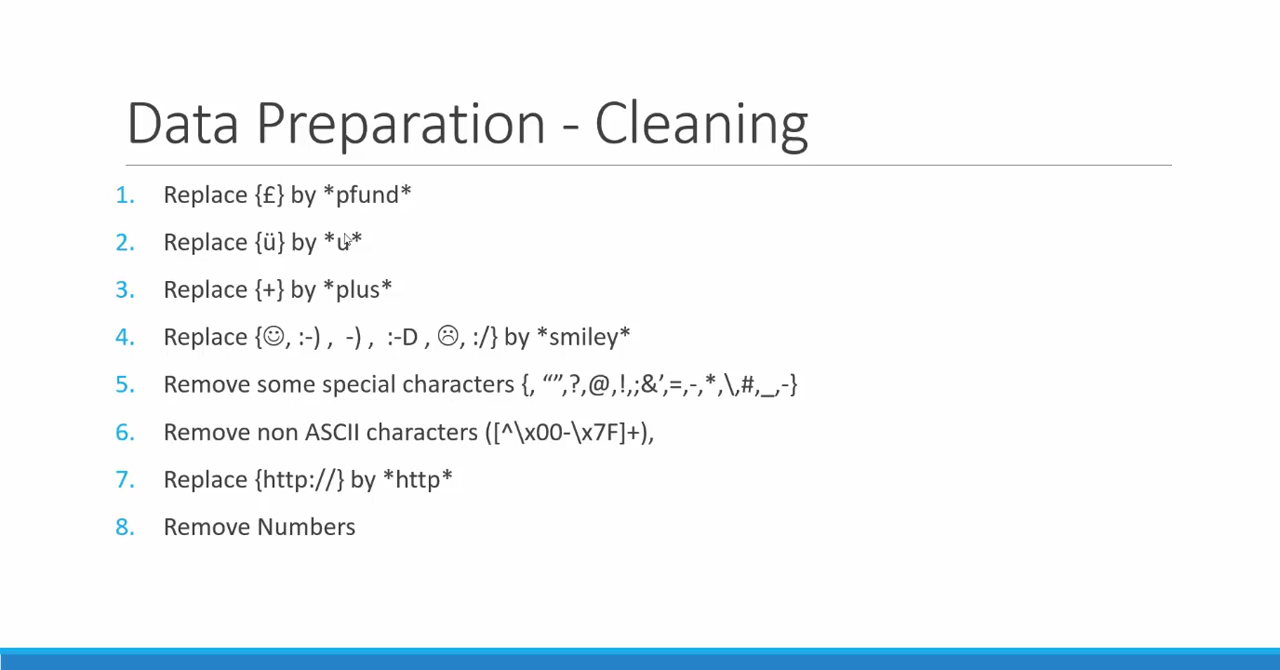 Data Preparation - Cleaning
1. Replace {£} by *pfund*
2. Replace {ü} by *u*
3. Replace {+} by *plus*
4. Replace {☺, :-) , -) , :-D , ☹, :/} by *smiley*
5. Remove some special characters {, “”,?,@,!,;&’,=,-,*,\,#,_,-}
6. Remove non ASCII characters ([^\x00-\x7F]+),
7. Replace {http://} by *http*
8. Remove Numbers